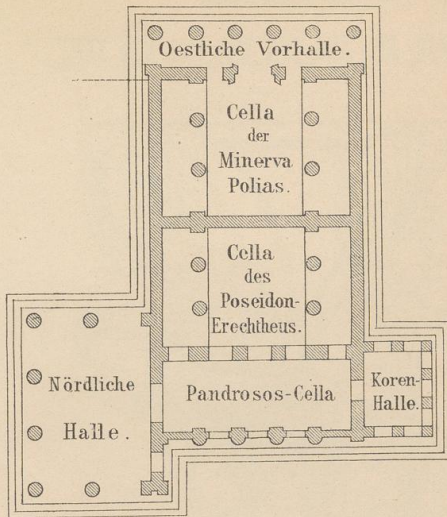 Oestliche Vorhalle.
Cella
der
Minerva
Polias.
Cella
des
Poseidon-
Erechtheus.
Nördliche
Halle.
Pandrosos-Cella
Koren-
Halle.